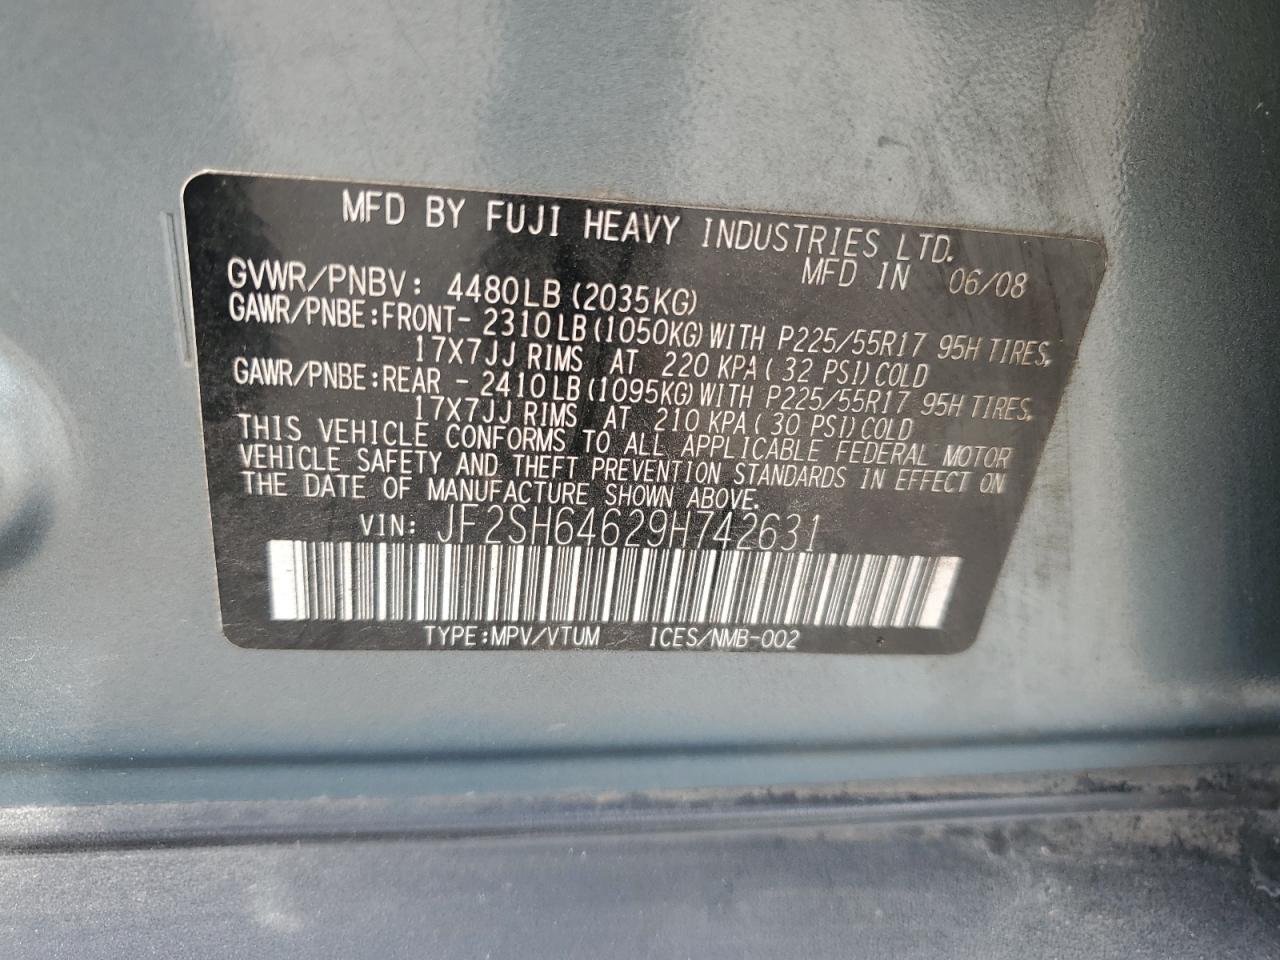 MFD BY FUJI HEAVY INDUSTRIES LTD.
MFD IN 06/08
GVWR/PNBV: 4480LB (2035KG)
GAWR/PNBE:FRONT- 2310LB(1050KG)WITH P225/55R17 95H TIRES,
17X7JJ RIMS AT 220 KPA ( 32 PSI)COLD
GAWR/PNBE:REAR - 2410LB(1095KG)WITH P225/55R17 95H TIRES,
17X7JJ RIMS AT 210 KPA ( 30 PSI)COLD
THIS VEHICLE CONFORMS TO ALL APPLICABLE FEDERAL MOTOR
VEHICLE SAFETY AND THEFT PREVENTION STANDARDS IN EFFECT ON
THE DATE OF MANUFACTURE SHOWN ABOVE.
VIN: JF2SH64629H742631
TYPE:MPV/VTUM ICES/NMB-002